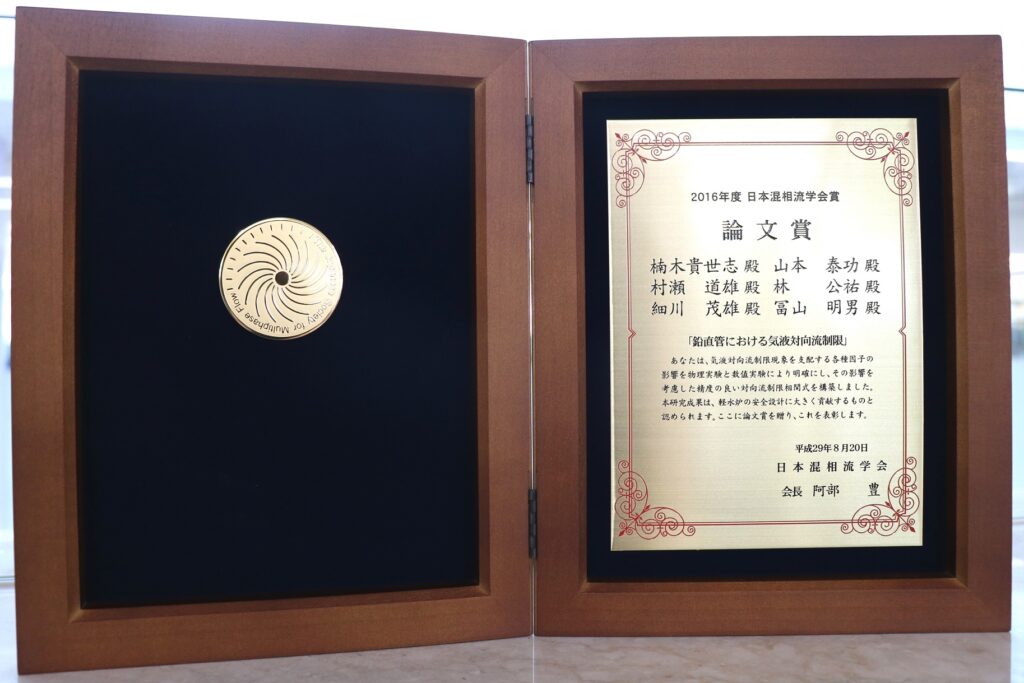 Society for Multiphase Flow
2016年度 日本混相流学会賞
論文賞
楠木貴世志 殿 山本 泰功 殿
村瀬 道雄 殿 林 公祐 殿
細川 茂雄 殿 冨山 明男 殿
「鉛直管における気液対向流制限」
あなたは、気液対向流制限現象を支配する各種因子の
影響を物理実験と数値実験により明確にし、その影響を
考慮した精度の良い対向流制限相関式を構築しました。
本研究成果は、軽水炉の安全設計に大きく貢献するものと
認められます。ここに論文賞を贈り、これを表彰します。
平成29年8月20日
日本混相流学会
会長 阿部 豊